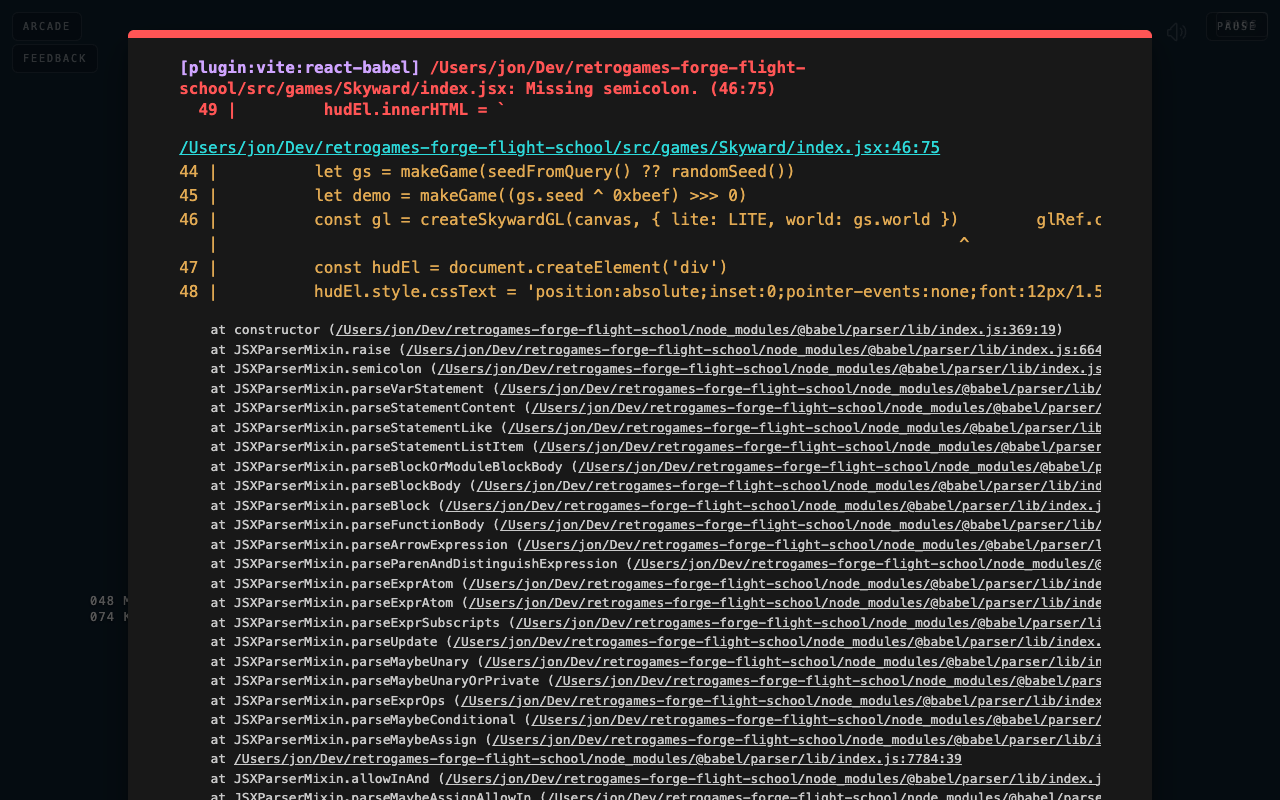 ARCADE
FEEDBACK
PAUSE
[plugin:vite:react-babel] /Users/jon/Dev/retrogames-forge-flight-
school/src/games/Skyward/index.jsx: Missing semicolon. (46:75)
49 |         hudEl.innerHTML = `
/Users/jon/Dev/retrogames-forge-flight-school/src/games/Skyward/index.jsx:46:75
44 |          let gs = makeGame(seedFromQuery() ?? randomSeed())
45 |          let demo = makeGame((gs.seed ^ 0xbeef) >>> 0)
46 |          const gl = createSkywardGL(canvas, { lite: LITE, world: gs.world })        glRef.c
|                                                                               ^
47 |          const hudEl = document.createElement('div')
48 |          hudEl.style.cssText = 'position:absolute;inset:0;pointer-events:none;font:12px/1.5
at constructor (/Users/jon/Dev/retrogames-forge-flight-school/node_modules/@babel/parser/lib/index.js:369:19)
at JSXParserMixin.raise (/Users/jon/Dev/retrogames-forge-flight-school/node_modules/@babel/parser/lib/index.js:664
at JSXParserMixin.semicolon (/Users/jon/Dev/retrogames-forge-flight-school/node_modules/@babel/parser/lib/index.js
at JSXParserMixin.parseVarStatement (/Users/jon/Dev/retrogames-forge-flight-school/node_modules/@babel/parser/lib/
at JSXParserMixin.parseStatementContent (/Users/jon/Dev/retrogames-forge-flight-school/node_modules/@babel/parser/
at JSXParserMixin.parseStatementLike (/Users/jon/Dev/retrogames-forge-flight-school/node_modules/@babel/parser/lib
at JSXParserMixin.parseStatementListItem (/Users/jon/Dev/retrogames-forge-flight-school/node_modules/@babel/parser
at JSXParserMixin.parseBlockOrModuleBlockBody (/Users/jon/Dev/retrogames-forge-flight-school/node_modules/@babel/p
at JSXParserMixin.parseBlockBody (/Users/jon/Dev/retrogames-forge-flight-school/node_modules/@babel/parser/lib/ind
at JSXParserMixin.parseBlock (/Users/jon/Dev/retrogames-forge-flight-school/node_modules/@babel/parser/lib/index.j
at JSXParserMixin.parseFunctionBody (/Users/jon/Dev/retrogames-forge-flight-school/node_modules/@babel/parser/lib/
at JSXParserMixin.parseArrowExpression (/Users/jon/Dev/retrogames-forge-flight-school/node_modules/@babel/parser/l
at JSXParserMixin.parseParenAndDistinguishExpression (/Users/jon/Dev/retrogames-forge-flight-school/node_modules/@
at JSXParserMixin.parseExprAtom (/Users/jon/Dev/retrogames-forge-flight-school/node_modules/@babel/parser/lib/inde
048 M
at JSXParserMixin.parseExprAtom (/Users/jon/Dev/retrogames-forge-flight-school/node_modules/@babel/parser/lib/inde
074 K
at JSXParserMixin.parseExprSubscripts (/Users/jon/Dev/retrogames-forge-flight-school/node_modules/@babel/parser/li
at JSXParserMixin.parseUpdate (/Users/jon/Dev/retrogames-forge-flight-school/node_modules/@babel/parser/lib/index.
at JSXParserMixin.parseMaybeUnary (/Users/jon/Dev/retrogames-forge-flight-school/node_modules/@babel/parser/lib/in
at JSXParserMixin.parseMaybeUnaryOrPrivate (/Users/jon/Dev/retrogames-forge-flight-school/node_modules/@babel/pars
at JSXParserMixin.parseExprOps (/Users/jon/Dev/retrogames-forge-flight-school/node_modules/@babel/parser/lib/index
at JSXParserMixin.parseMaybeConditional (/Users/jon/Dev/retrogames-forge-flight-school/node_modules/@babel/parser/
at JSXParserMixin.parseMaybeAssign (/Users/jon/Dev/retrogames-forge-flight-school/node_modules/@babel/parser/lib/i
at /Users/jon/Dev/retrogames-forge-flight-school/node_modules/@babel/parser/lib/index.js:7784:39
at JSXParserMixin.allowInAnd (/Users/jon/Dev/retrogames-forge-flight-school/node_modules/@babel/parser/lib/index.j
at JSXParserMixin.parseMaybeAssignAllowIn (/Users/jon/Dev/retrogames-forge-flight-school/node_modules/@babel/parse